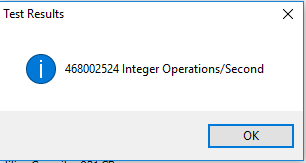 Test Results
468002524 Integer Operations/Second
OK